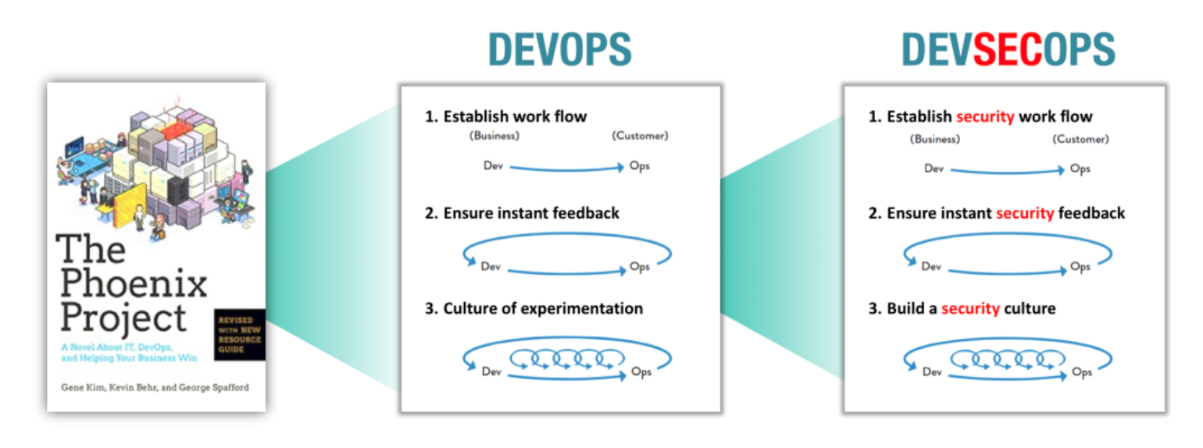 The
Phoenix
Project
A Novel About IT, DevOps,
and Helping Your Business Win
REVISED
WITH NEW
RESOURCE
GUIDE
Gene Kim, Kevin Behr, and George Spafford
DEVOPS
1. Establish work flow
(Business) (Customer)
Dev Ops
2. Ensure instant feedback
Dev Ops
3. Culture of experimentation
Dev Ops
DEVSECOPS
1. Establish security work flow
(Business) (Customer)
Dev Ops
2. Ensure instant security feedback
Dev Ops
3. Build a security culture
Dev Ops